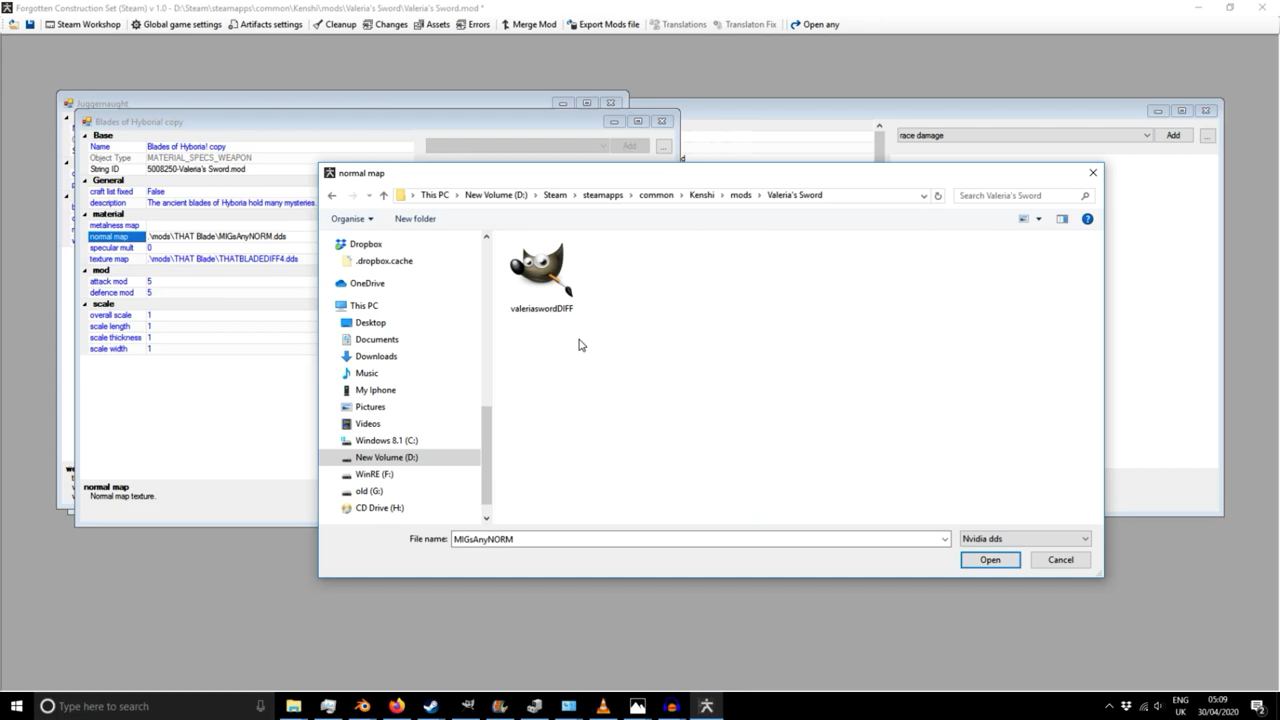 Forgotten Construction Set (Steam) v 1.0 - D:\Steam\steamapps\common\Kenshi\mods\Valeria's Sword\Valeria's Sword.mod *
Steam Workshop Global game settings Artifacts settings Cleanup Changes Assets Errors Merge Mod Export Mods file Translations Translaton Fix Open any
Juggernaught
Blades of Hyboria! copy
race damage Add ...
Base
Name Blades of Hyboria! copy
Add ...
Object Type MATERIAL_SPECS_WEAPON
String ID 5008250-Valeria's Sword.mod
General
craft list fixed False
description The ancient blades of Hyboria hold many mysteries.
material
metalness map
normal map .\mods\THAT Blade\MIGsAnyNORM.dds
specular mult 0
texture map .\mods\THAT Blade\THATBLADEDIFF4.dds
mod
attack mod 5
defence mod 5
scale
overall scale 1
scale length 1
scale thickness 1
scale width 1
normal map
Normal map texture.
normal map
This PC New Volume (D:) Steam steamapps common Kenshi mods Valeria's Sword
Search Valeria's Sword
Organise New folder
Dropbox
.dropbox.cache
OneDrive
This PC
Desktop
Documents
Downloads
Music
My Iphone
Pictures
Videos
Windows 8.1 (C:)
New Volume (D:)
WinRE (F:)
old (G:)
CD Drive (H:)
valeriaswordDIFF
File name: MIGsAnyNORM Nvidia dds
Open Cancel
Type here to search
ENG
UK
05:09
30/04/2020
2